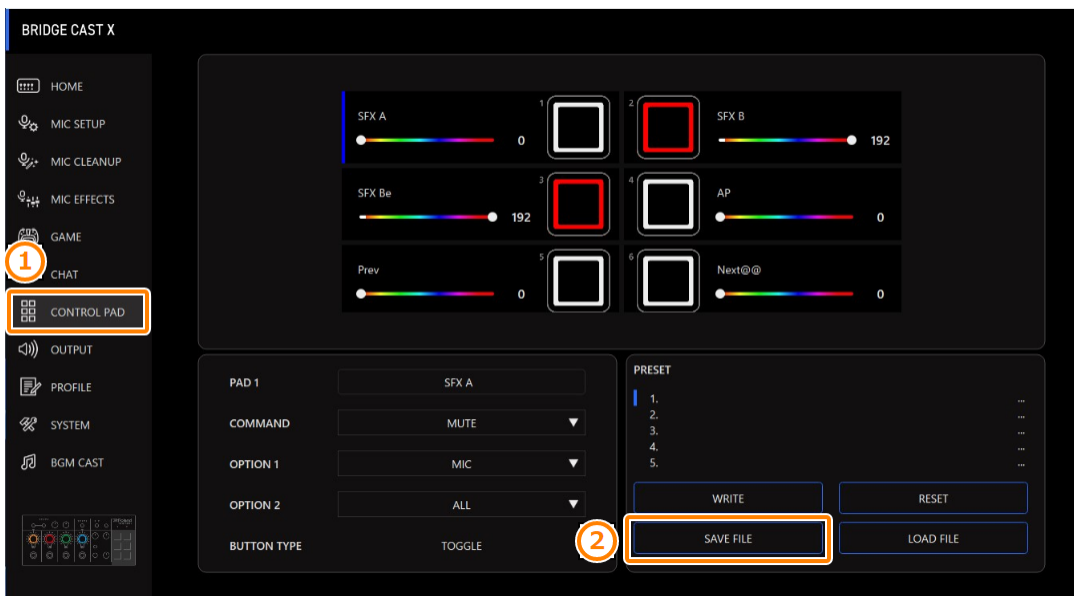 BRIDGE CAST X
HOME
MIC SETUP
MIC CLEANUP
MIC EFFECTS
GAME
1
CHAT
CONTROL PAD
OUTPUT
PROFILE
SYSTEM
BGM CAST
SFX A
0
1
2
SFX B
192
SFX Be
192
3
4
AP
0
Prev
0
5
6
Next@@
0
PAD 1 SFX A
COMMAND MUTE
OPTION 1 MIC
OPTION 2 ALL
BUTTON TYPE TOGGLE
PRESET
1. ...
2. ...
3. ...
4. ...
5. ...
WRITE RESET
2
SAVE FILE LOAD FILE